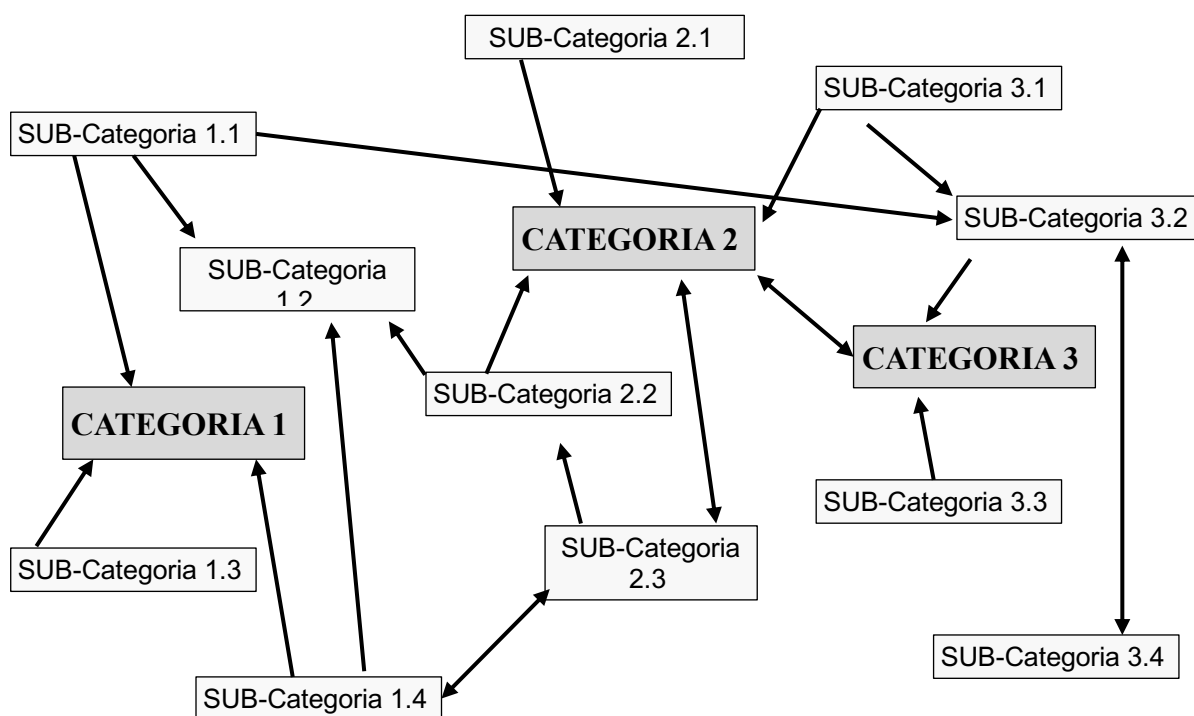 SUB-Categoria 2.1
SUB-Categoria 3.1
SUB-Categoria 1.1
SUB-Categoria 3.2
CATEGORIA 2
SUB-Categoria
1.2
CATEGORIA 3
SUB-Categoria 2.2
CATEGORIA 1
SUB-Categoria 3.3
SUB-Categoria
2.3
SUB-Categoria 1.3
SUB-Categoria 3.4
SUB-Categoria 1.4